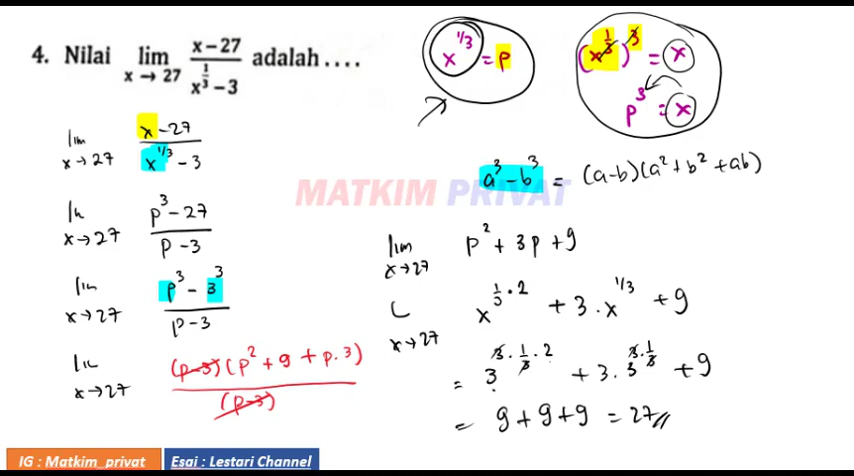 4. Nilai lim x → 27 x – 27 / x^1/3 – 3 adalah ....
x^1/3 = p
(x^1/3)^3 = x
p^3 = x
lim x→27 x – 27 / x^1/3 – 3
a^3 – b^3 = (a-b)(a^2 + b^2 + ab)
MATKIM PRIVAT
lim x→27 p^3 – 27 / p – 3
lim x→27 p^3 – 3^3 / p – 3
lim x→27 (p-3)(p^2 + 9 + p.3) / (p-3)
lim x→27 p^2 + 3p + 9
L x→27 x^1/3 . 2 + 3 . x^1/3 + 9
= 3^3 . 1/3 . 2 + 3 . 3^3 . 1/3 + 9
= 9 + 9 + 9 = 27//
IG : Matkim_privat
Esai : Lestari Channel